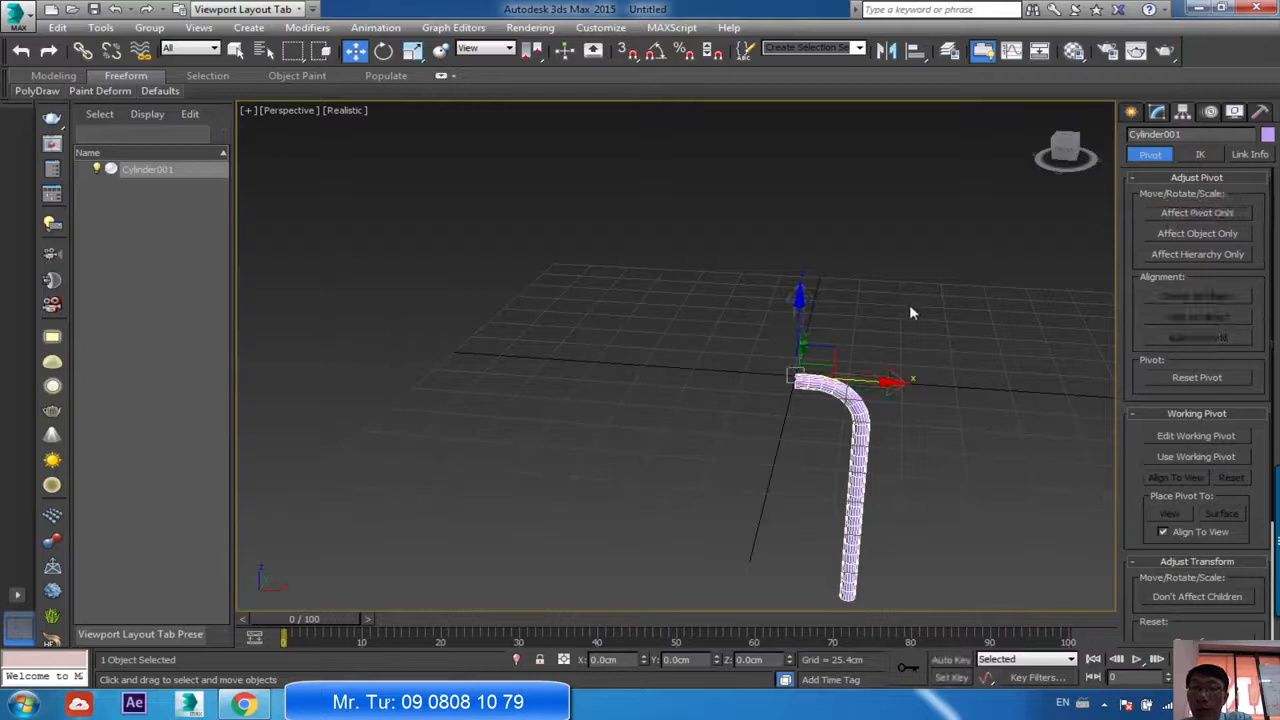 MAX
Viewport Layout Tab
Autodesk 3ds Max 2015 Untitled
Type a keyword or phrase
Edit Tools Group Views Create Modifiers Animation Graph Editors Rendering Customize MAXScript Help
All
View
Create Selection Se
Modeling Freeform Selection Object Paint Populate
PolyDraw Paint Deform Defaults
Select Display Edit
Name
Cylinder001
[+] [Perspective] [Realistic]
x
z
Cylinder001
Pivot IK Link Info
Adjust Pivot
Move/Rotate/Scale:
Affect Pivot Only
Affect Object Only
Affect Hierarchy Only
Alignment:
Pivot:
Reset Pivot
Working Pivot
Edit Working Pivot
Use Working Pivot
Align To View Reset
Place Pivot To:
View Surface
Align To View
Adjust Transform
Move/Rotate/Scale:
Don't Affect Children
Reset:
0 / 100
Viewport Layout Tab Prese
0 10 20 30 40 50 60 70 80 90 100
1 Object Selected
X: 0.0cm Y: 0.0cm Z: 0.0cm
Grid = 25.4cm
Auto Key Selected
Welcome to M
Click and drag to select and move objects
Add Time Tag
Set Key Key Filters...
0
Ae
Mr. Tư: 09 0808 10 79
EN